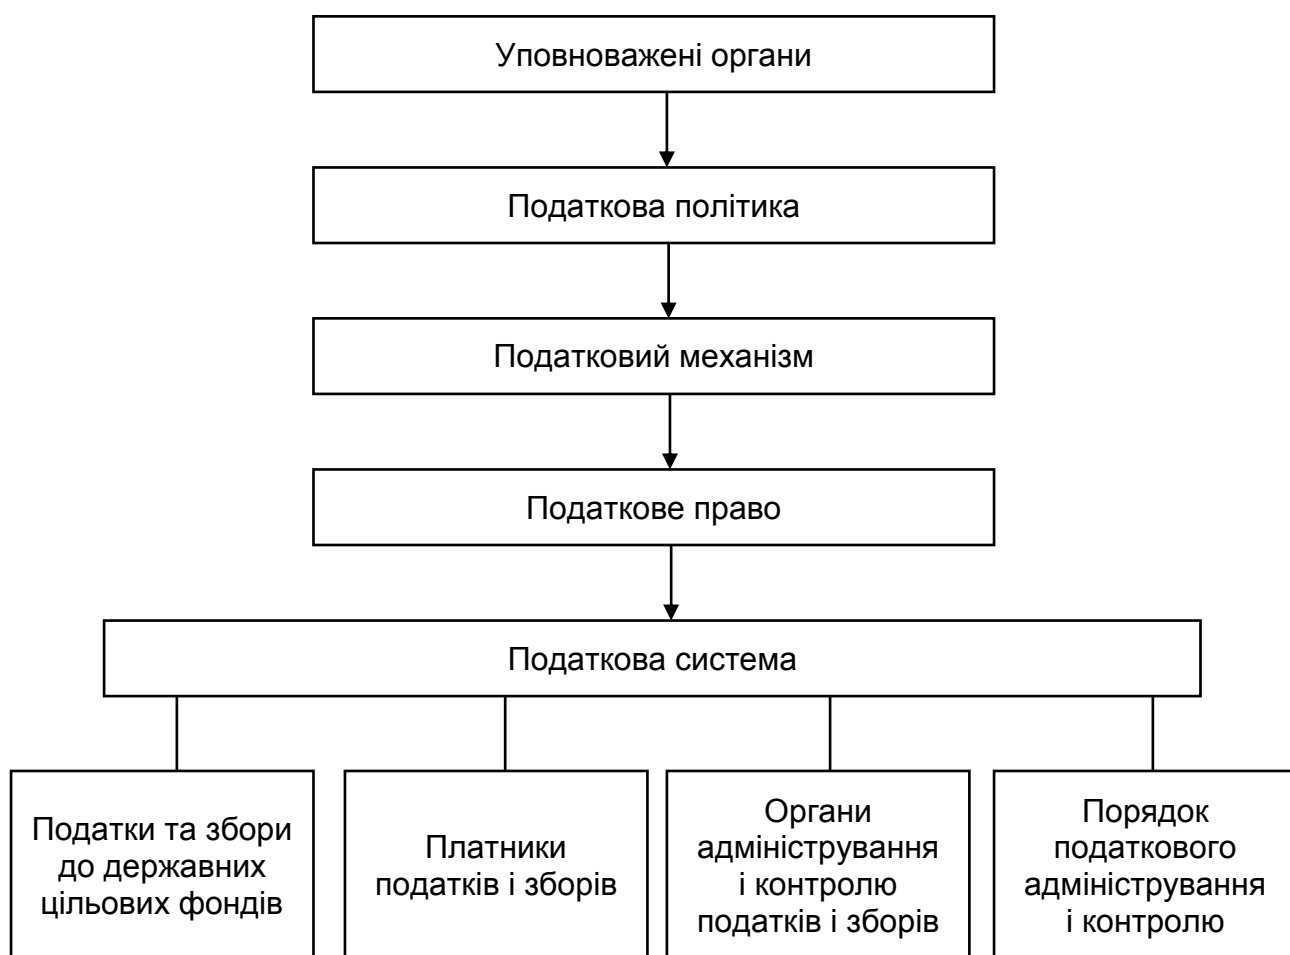 Уповноважені органи
Податкова політика
Податковий механізм
Податкове право
Податкова система
Податки та збори
до державних
цільових фондів
Платники
податків і зборів
Органи
адміністрування
і контролю
податків і зборів
Порядок
податкового
адміністрування
і контролю